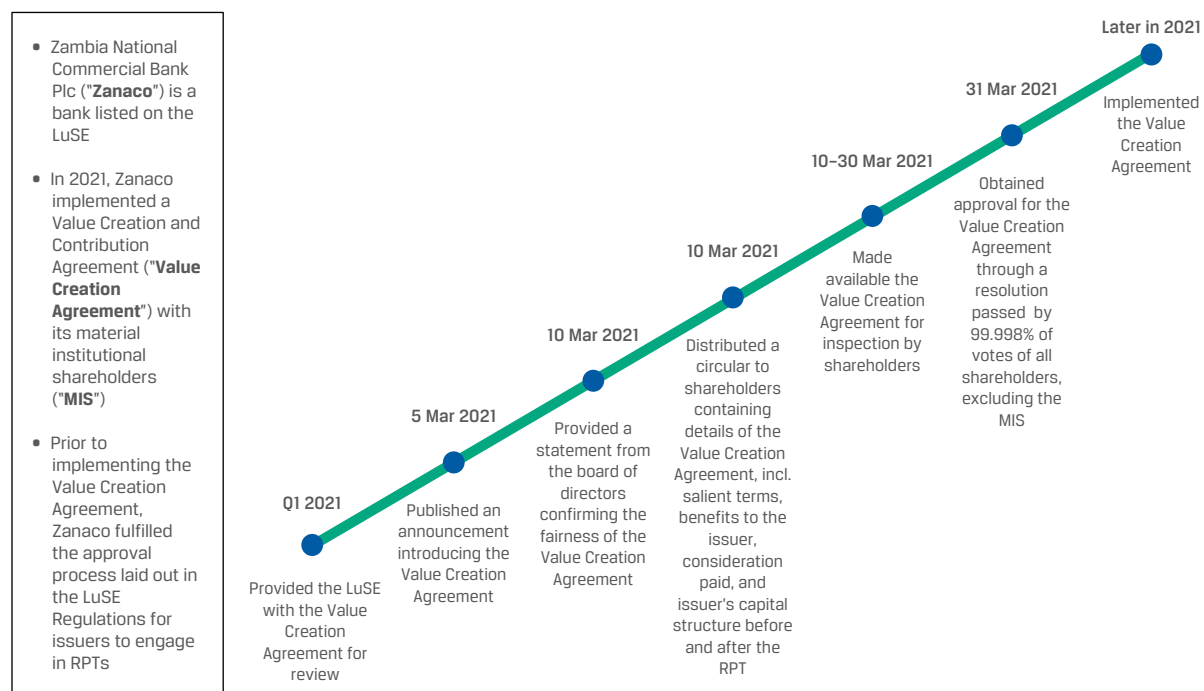 • Zambia National
Commercial Bank
Plc ("Zanaco") is a
bank listed on the
LuSE
• In 2021, Zanaco
implemented a
Value Creation and
Contribution
Agreement ("Value
Creation
Agreement") with
its material
institutional
shareholders
("MIS")
• Prior to
implementing the
Value Creation
Agreement,
Zanaco fulfilled
the approval
process laid out in
the LuSE
Regulations for
issuers to engage
in RPTs
Q1 2021
Provided the LuSE
with the Value
Creation
Agreement for
review
5 Mar 2021
Published an
announcement
introducing the
Value Creation
Agreement
10 Mar 2021
Provided a
statement from
the board of
directors
confirming the
fairness of the
Value Creation
Agreement
10 Mar 2021
Distributed a
circular to
shareholders
containing
details of the
Value Creation
Agreement, incl.
salient terms,
benefits to the
issuer,
consideration
paid, and
issuer's capital
structure before
and after the
RPT
10–30 Mar 2021
Made
available the
Value Creation
Agreement for
inspection by
shareholders
31 Mar 2021
Obtained
approval for the
Value Creation
Agreement
through a
resolution
passed by
99.998% of
votes of all
shareholders,
excluding the
MIS
Later in 2021
Implemented
the Value
Creation
Agreement